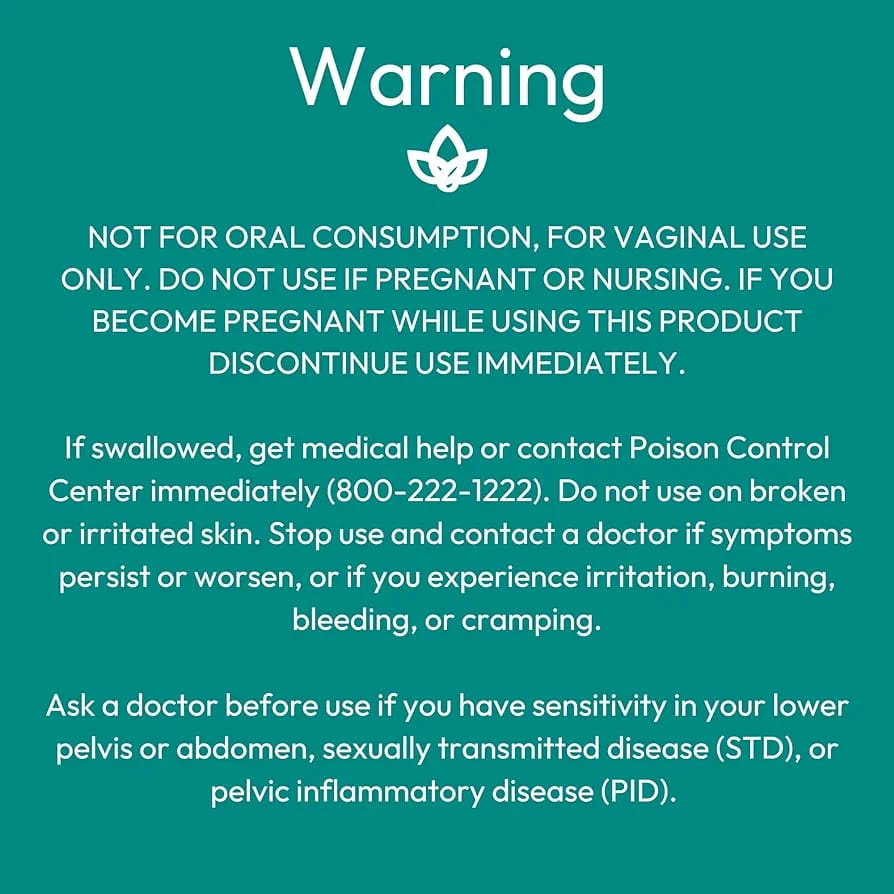 Warning
NOT FOR ORAL CONSUMPTION, FOR VAGINAL USE
ONLY. DO NOT USE IF PREGNANT OR NURSING. IF YOU
BECOME PREGNANT WHILE USING THIS PRODUCT
DISCONTINUE USE IMMEDIATELY.
If swallowed, get medical help or contact Poison Control
Center immediately (800-222-1222). Do not use on broken
or irritated skin. Stop use and contact a doctor if symptoms
persist or worsen, or if you experience irritation, burning,
bleeding, or cramping.
Ask a doctor before use if you have sensitivity in your lower
pelvis or abdomen, sexually transmitted disease (STD), or
pelvic inflammatory disease (PID).